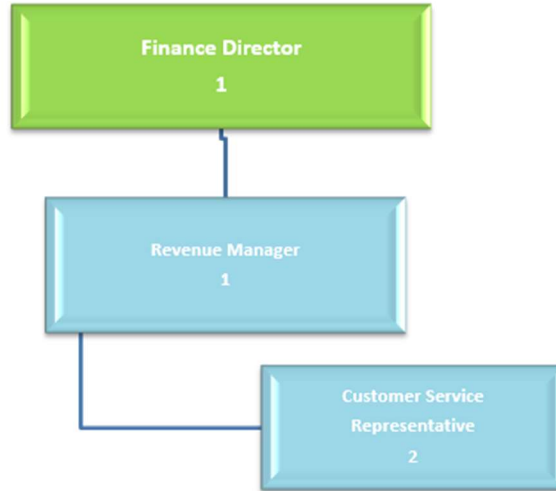 Finance Director
1
Revenue Manager
1
Customer Service
Representative
2